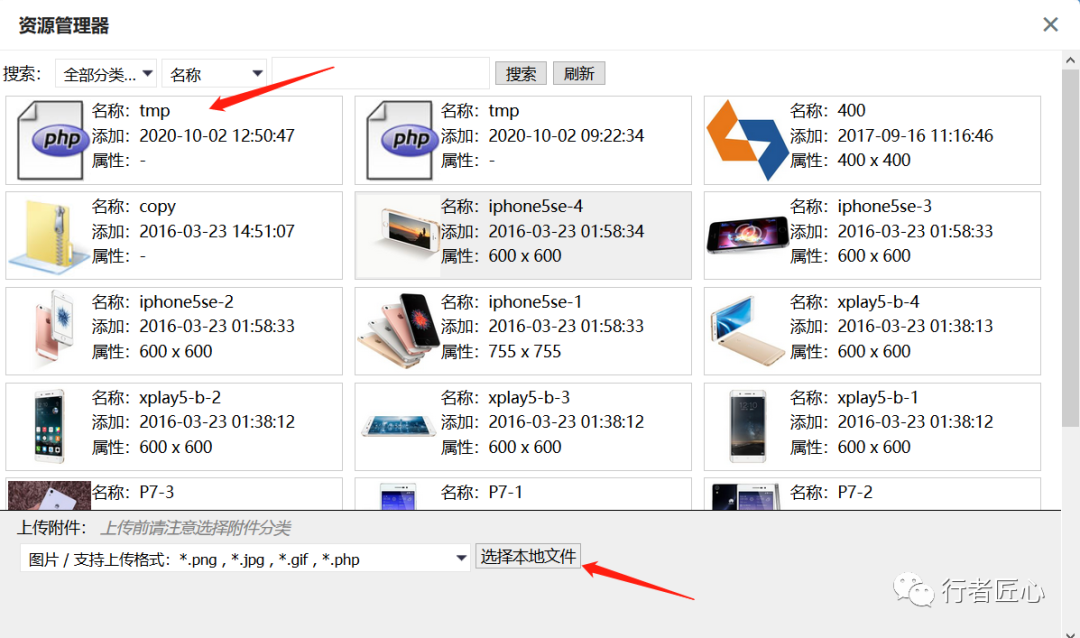 资源管理器
搜索： 全部分类... 名称 搜索 刷新
php 名称： tmp
添加： 2020-10-02 12:50:47
属性： -
php 名称： tmp
添加： 2020-10-02 09:22:34
属性： -
名称： 400
添加： 2017-09-16 11:16:46
属性： 400 x 400
名称： copy
添加： 2016-03-23 14:51:07
属性： -
名称： iphone5se-4
添加： 2016-03-23 01:58:34
属性： 600 x 600
名称： iphone5se-3
添加： 2016-03-23 01:58:33
属性： 600 x 600
名称： iphone5se-2
添加： 2016-03-23 01:58:33
属性： 600 x 600
名称： iphone5se-1
添加： 2016-03-23 01:58:33
属性： 755 x 755
名称： xplay5-b-4
添加： 2016-03-23 01:38:13
属性： 600 x 600
名称： xplay5-b-2
添加： 2016-03-23 01:38:12
属性： 600 x 600
名称： xplay5-b-3
添加： 2016-03-23 01:38:12
属性： 600 x 600
名称： xplay5-b-1
添加： 2016-03-23 01:38:12
属性： 600 x 600
名称： P7-3
名称： P7-1
名称： P7-2
上传附件： 上传前请注意选择附件分类
图片 / 支持上传格式：*.png , *.jpg , *.gif , *.php 选择本地文件
行者匠心